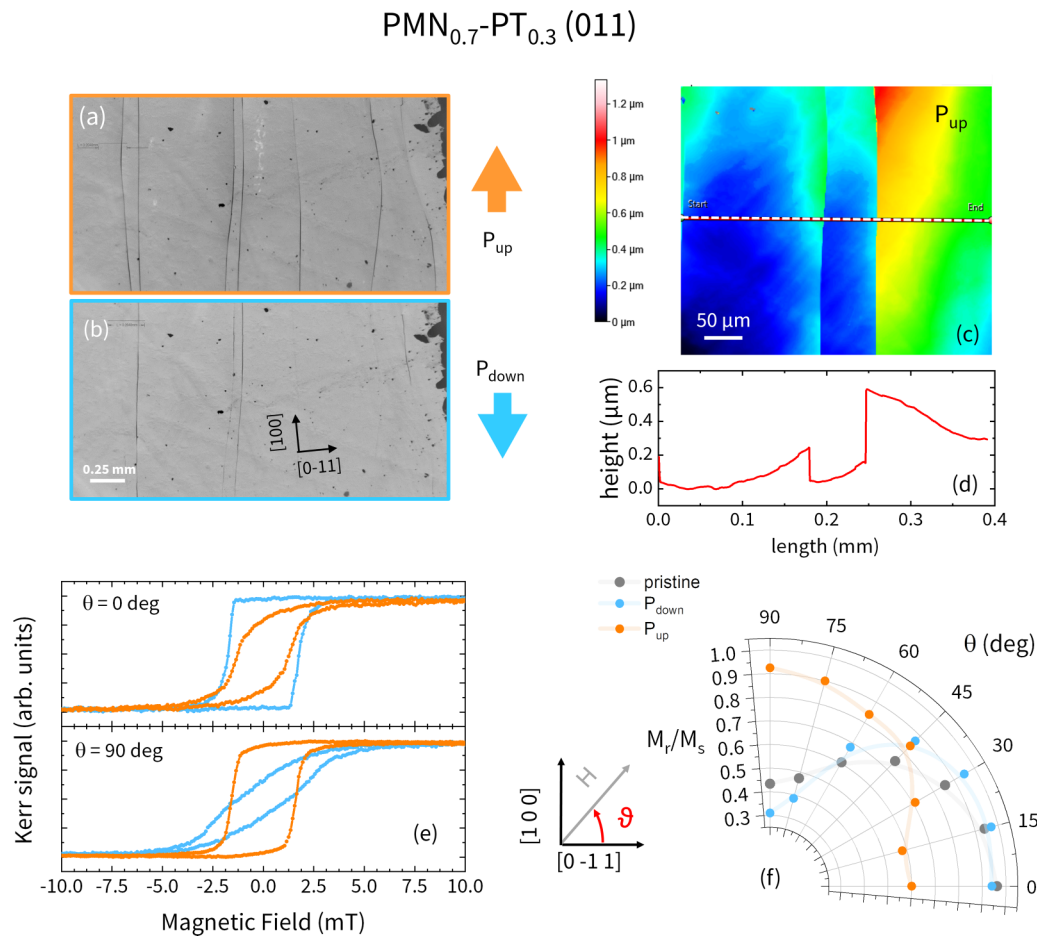 PMN0.7-PT0.3 (011)
(a)
Pup
(b)
Pdown
[100]
[0-11]
0.25 mm
1.2 µm
1 µm
0.8 µm
0.6 µm
0.4 µm
0.2 µm
0 µm
Pup
Start
End
50 µm
(c)
height (µm)
0.6
0.4
0.2
0.0
(d)
0.0 0.1 0.2 0.3 0.4
length (mm)
Kerr signal (arb. units)
θ = 0 deg
θ = 90 deg
(e)
-10.0 -7.5 -5.0 -2.5 0.0 2.5 5.0 7.5 10.0
Magnetic Field (mT)
[1 0 0]
H
ϑ
[0 -1 1]
pristine
Pdown
Pup
90
75
60
45
30
15
0
θ (deg)
Mr/Ms
1.0
0.9
0.8
0.7
0.6
0.5
0.4
0.3
(f)